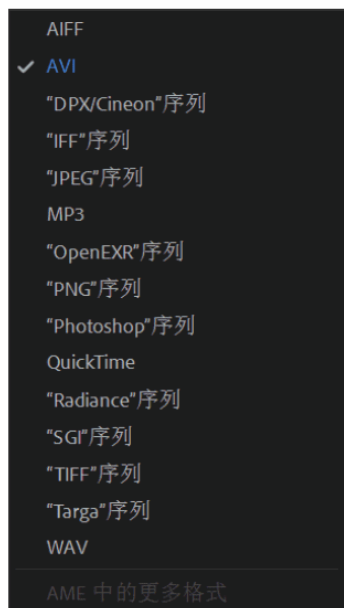 AIFF
AVI
“DPX/Cineon”序列
“IFF”序列
“JPEG”序列
MP3
“OpenEXR”序列
“PNG”序列
“Photoshop”序列
QuickTime
“Radiance”序列
“SGI”序列
“TIFF”序列
“Targa”序列
WAV
AME 中的更多格式